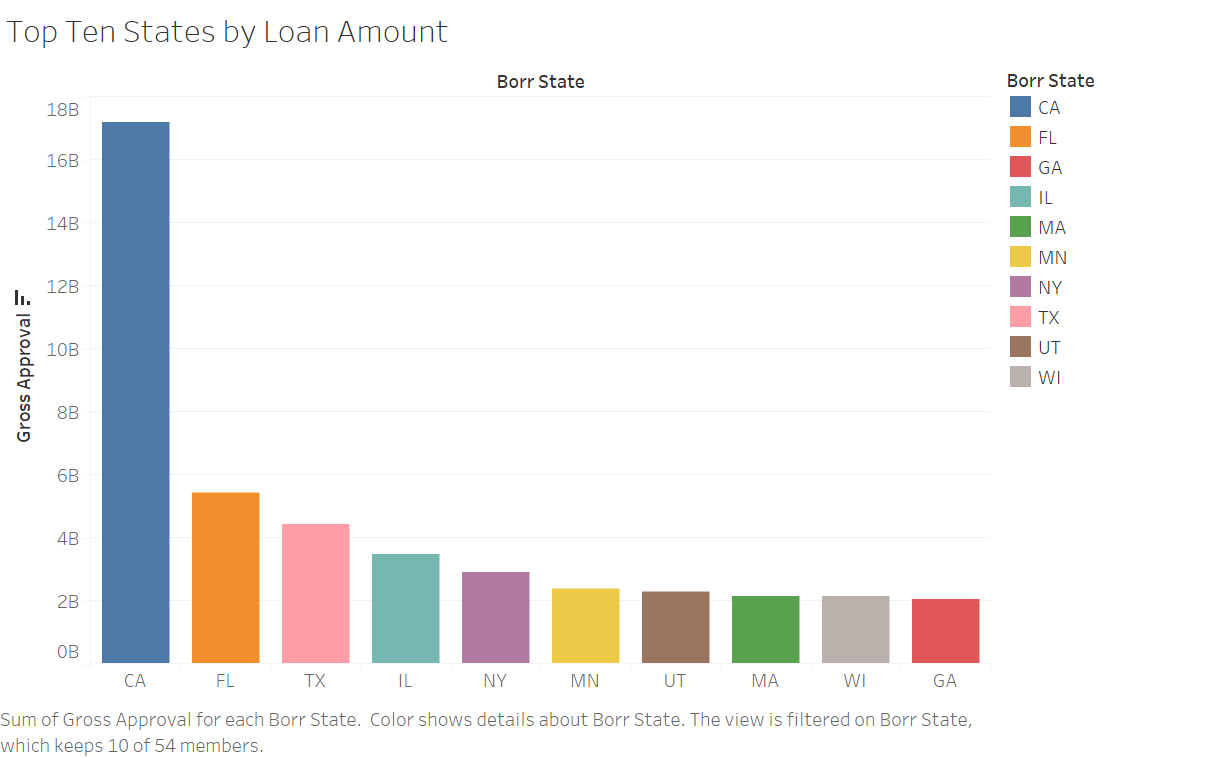 Top Ten States by Loan Amount
Borr State
18B
16B
14B
12B
10B
8B
6B
4B
2B
0B
Gross Approval
CA FL TX IL NY MN UT MA WI GA
Borr State
CA
FL
GA
IL
MA
MN
NY
TX
UT
WI
Sum of Gross Approval for each Borr State.  Color shows details about Borr State. The view is filtered on Borr State,
which keeps 10 of 54 members.